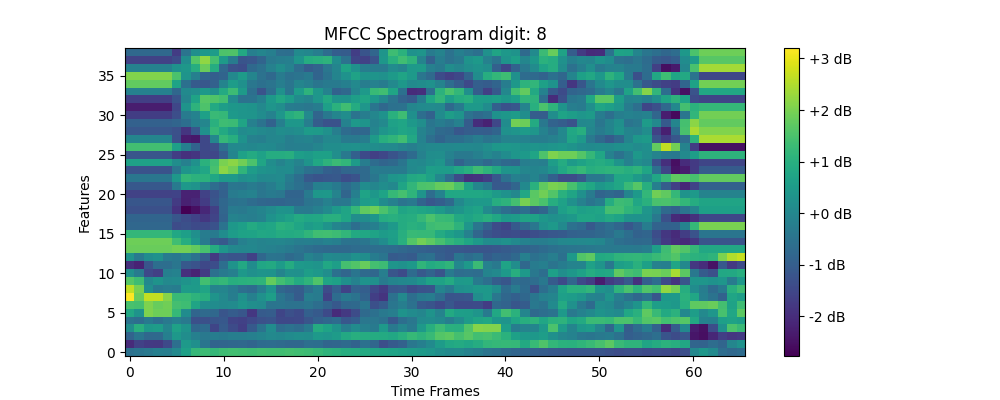 MFCC Spectrogram digit: 8
Features
35
30
25
20
15
10
5
0
0 10 20 30 40 50 60
Time Frames
+3 dB
+2 dB
+1 dB
+0 dB
-1 dB
-2 dB